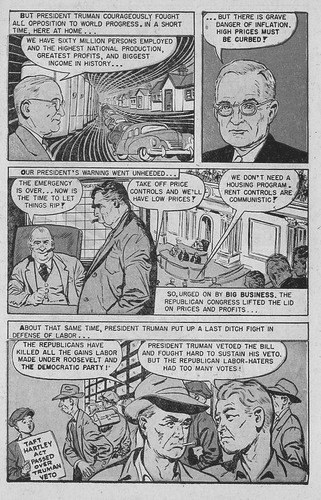 BUT PRESIDENT TRUMAN COURAGEOUSLY FOUGHT
ALL OPPOSITION TO WORLD PROGRESS. IN A SHORT
TIME, HERE AT HOME...
WE HAVE SIXTY MILLION PERSONS EMPLOYED
AND THE HIGHEST NATIONAL PRODUCTION,
GREATEST PROFITS, AND BIGGEST
INCOME IN HISTORY...
...BUT THERE IS GRAVE
DANGER OF INFLATION.
HIGH PRICES MUST
BE CURBED!
OUR PRESIDENT'S WARNING WENT UNHEEDED...
THE EMERGENCY
IS OVER... NOW IS
THE TIME TO LET
THINGS RIP!
TAKE OFF PRICE
CONTROLS AND WE'LL
HAVE LOW PRICES!
WE DON'T NEED A
HOUSING PROGRAM.
RENT CONTROLS ARE
COMMUNISTIC!
SO, URGED ON BY BIG BUSINESS, THE
REPUBLICAN CONGRESS LIFTED THE LID
ON PRICES AND PROFITS...
ABOUT THAT SAME TIME, PRESIDENT TRUMAN PUT UP A LAST DITCH FIGHT IN
DEFENSE OF LABOR...
THE REPUBLICANS HAVE
KILLED ALL THE GAINS LABOR
MADE UNDER ROOSEVELT AND
THE DEMOCRATIC PARTY!
PRESIDENT TRUMAN VETOED THE BILL
AND FOUGHT HARD TO SUSTAIN HIS VETO.
BUT THE REPUBLICAN LABOR-HATERS
HAD TOO MANY VOTES!
TAFT
HARTLEY
ACT
PASSED
OVER
TRUMAN
VETO